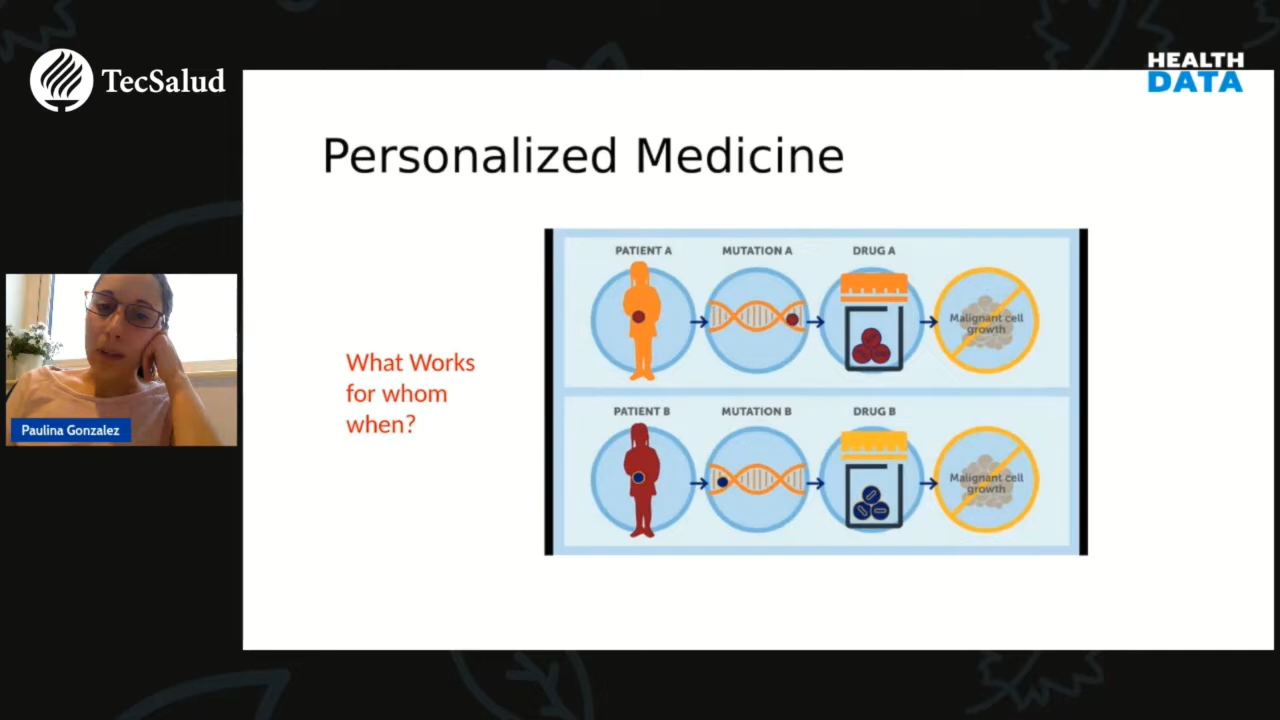 TecSalud
HEALTH
DATA
Personalized Medicine
PATIENT A
MUTATION A
DRUG A
Malignant cell
growth
What Works
for whom
when?
PATIENT B
MUTATION B
DRUG B
Malignant cell
growth
Paulina Gonzalez